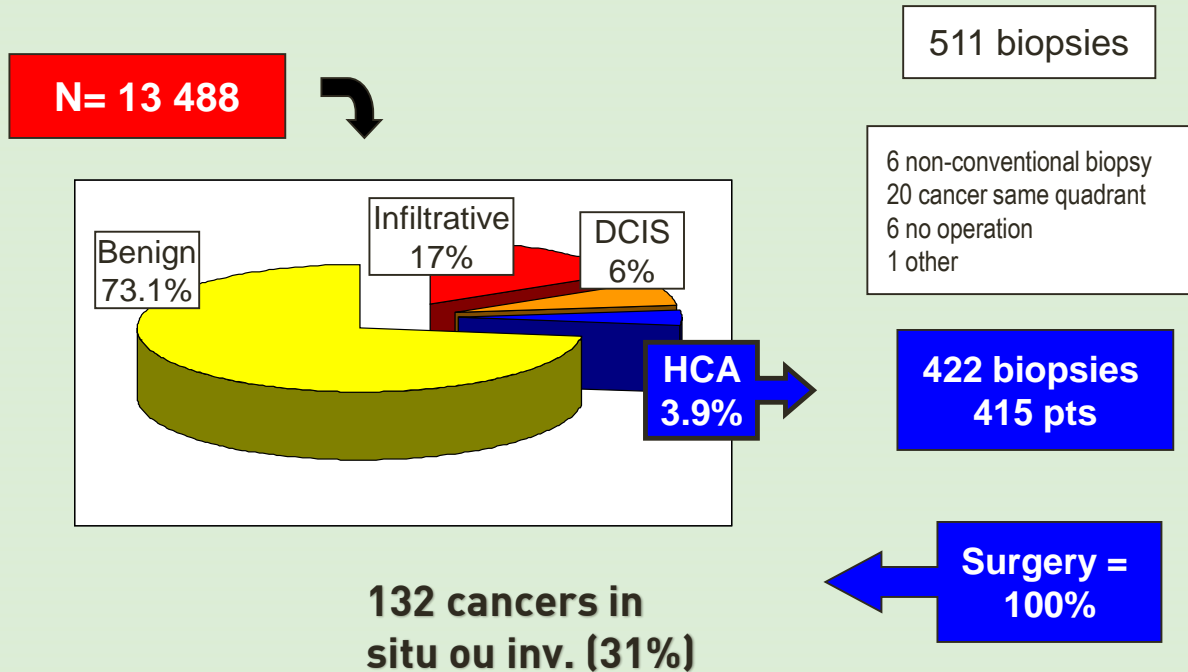 511 biopsies
N= 13 488
6 non-conventional biopsy
20 cancer same quadrant
6 no operation
1 other
Infiltrative
17%
DCIS
6%
Benign
73.1%
HCA
3.9%
422 biopsies
415 pts
Surgery =
100%
132 cancers in
situ ou inv. (31%)